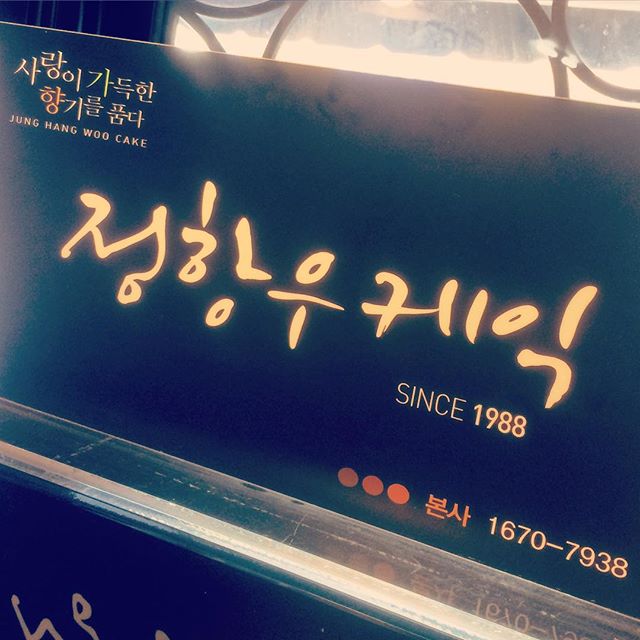 사랑이 가득한
향기를 품다
JUNG HANG WOO CAKE
정항우 케익
SINCE 1988
본사 1670-7938